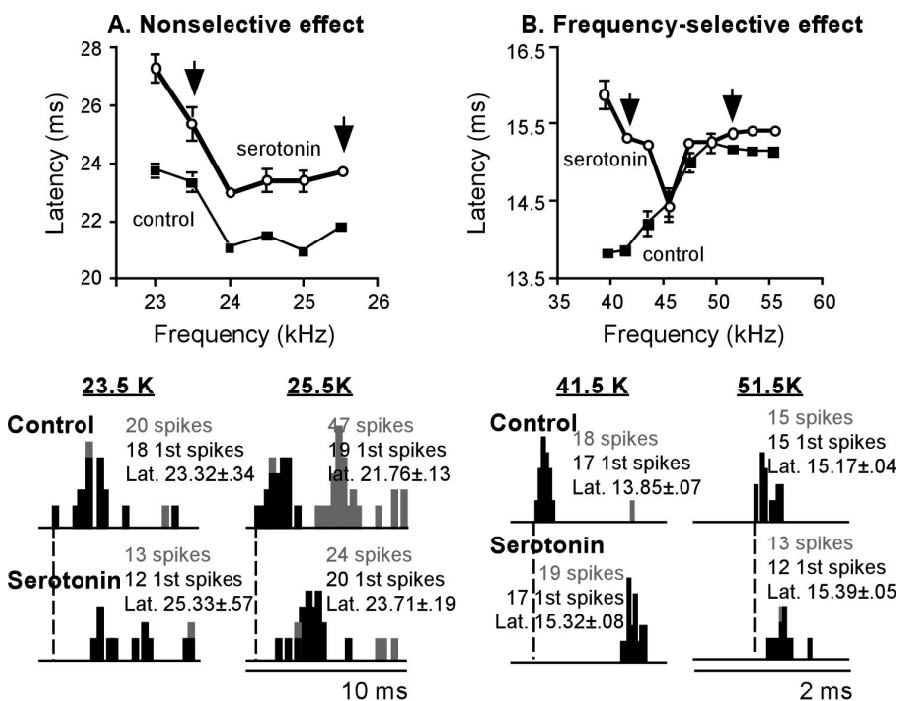 A. Nonselective effect
28
26
24
22
20
Latency (ms)
serotonin
control
23
24
25
26
Frequency (kHz)
B. Frequency-selective effect
16.5
15.5
14.5
13.5
Latency (ms)
serotonin
control
35
40
45
50
55
60
Frequency (kHz)
23.5 K
25.5K
Control
20 spikes
18 1st spikes
Lat. 23.32±.34
47 spikes
19 1st spikes
lat. 21.76±.13
Serotonin
13 spikes
12 1st spikes
Lat. 25.33±.57
24 spikes
20 1st spikes
Lat. 23.71±.19
10 ms
41.5 K
51.5K
Control
18 spikes
17 1st spikes
Lat. 13.85±.07
15 spikes
15 1st spikes
Lat. 15.17±.04
Serotonin
19 spikes
17 1st spikes
Lat. 15.32±.08
13 spikes
12 1st spikes
Lat. 15.39±.05
2 ms